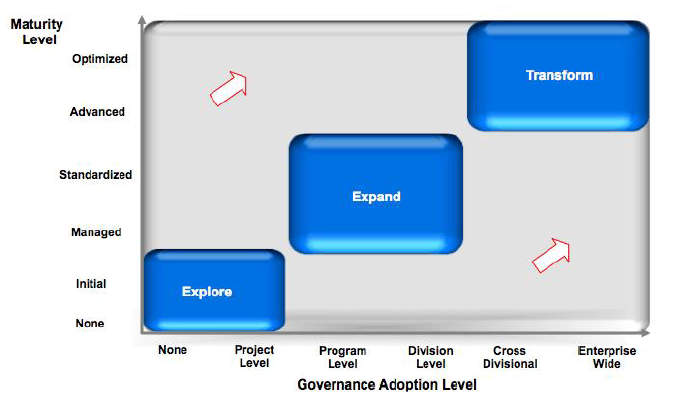 Maturity
Level
Optimized
Transform
Advanced
Standardized
Expand
Managed
Initial
Explore
None
None
Project
Level
Program
Level
Division
Level
Cross
Divisional
Enterprise
Wide
Governance Adoption Level